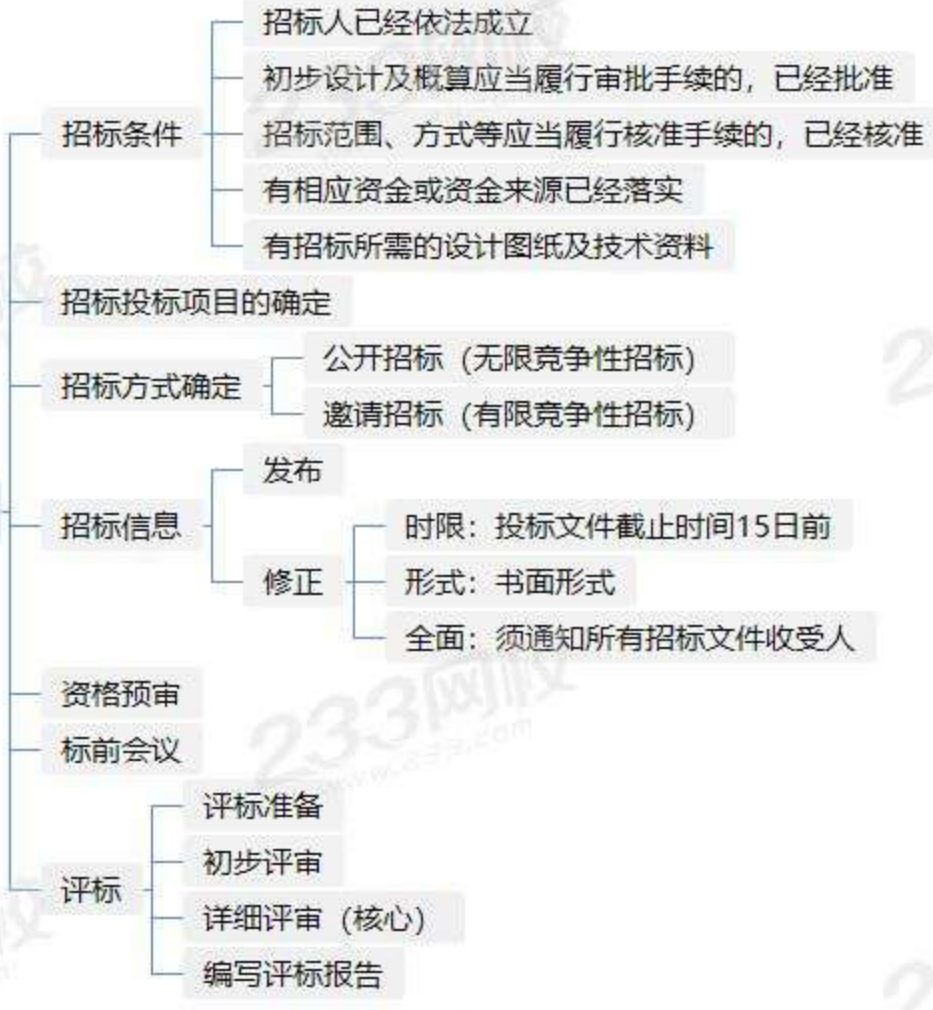 招标人已经依法成立
初步设计及概算应当履行审批手续的，已经批准
招标条件
招标范围、方式等应当履行核准手续的，已经核准
有相应资金或资金来源已经落实
有招标所需的设计图纸及技术资料
招标投标项目的确定
公开招标（无限竞争性招标）
招标方式确定
邀请招标（有限竞争性招标）
发布
招标信息
时限：投标文件截止时间15日前
修正
形式：书面形式
全面：须通知所有招标文件收受人
资格预审
标前会议
评标准备
初步评审
评标
详细评审（核心）
编写评标报告
233网校
www.233.com